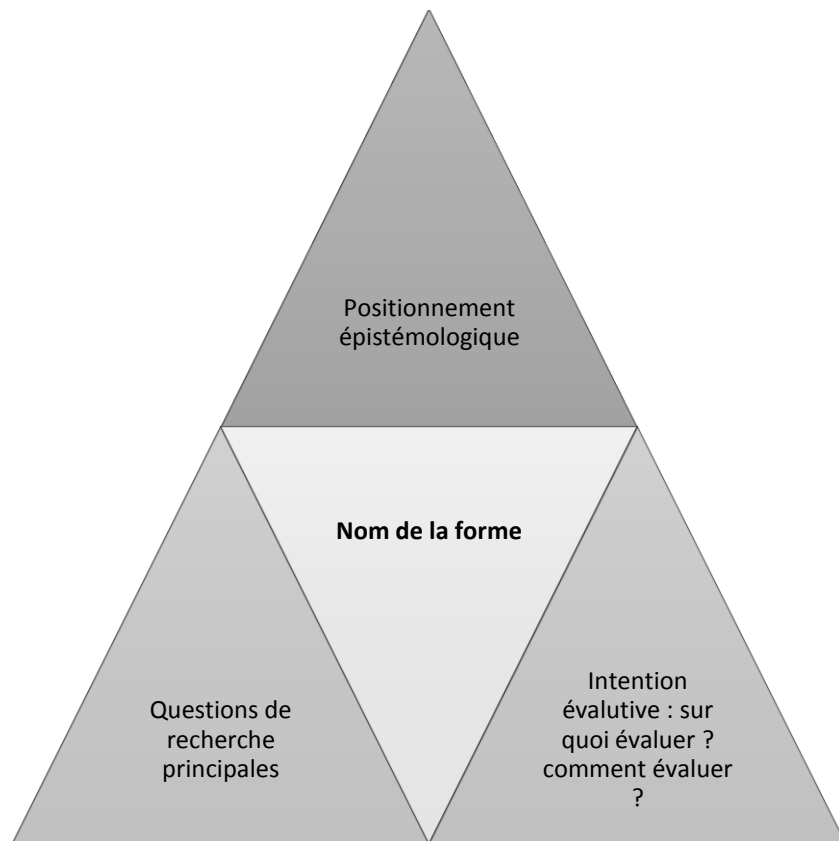 Positionnement
épistémologique
Nom de la forme
Questions de
recherche
principales
Intention
évalutive : sur
quoi évaluer ?
comment évaluer
?